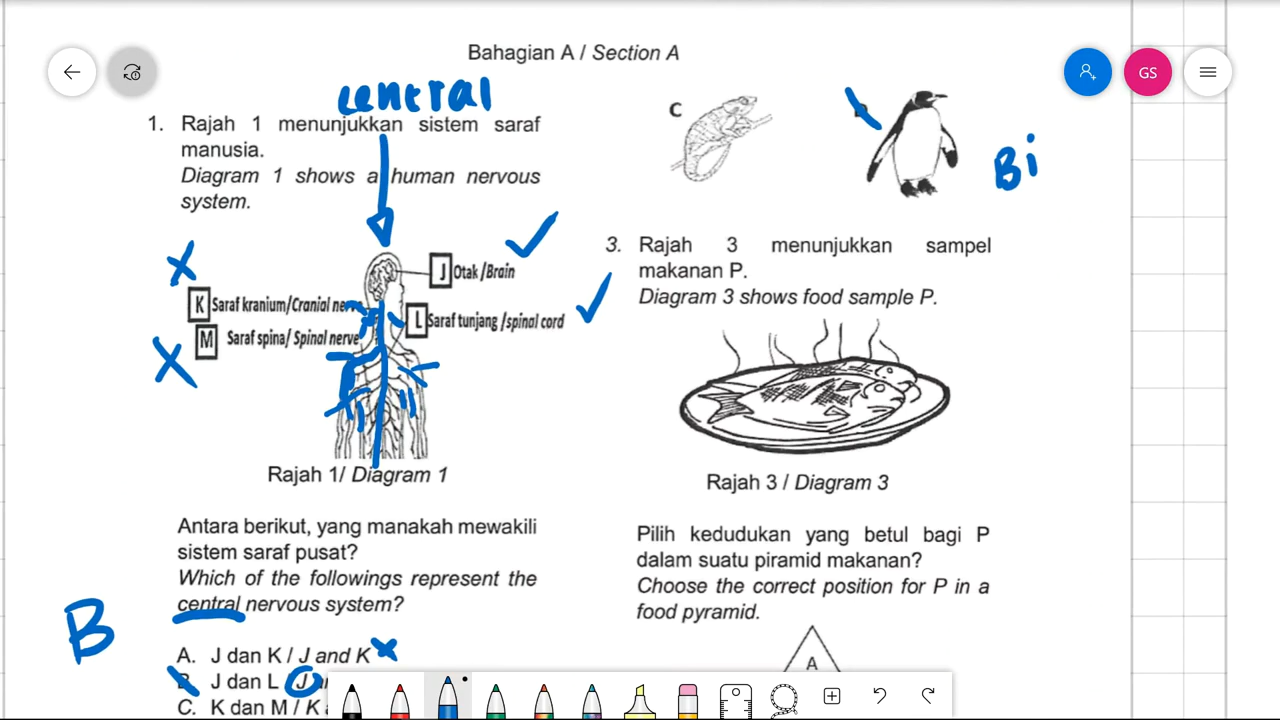 Bahagian A / Section A
GS
central
1. Rajah 1 menunjukkan sistem saraf
manusia.
Diagram 1 shows a human nervous
system.
J Otak /Brain
K Saraf kranium/Cranial nerve
L Saraf tunjang /spinal cord
M Saraf spina/ Spinal nerve
Rajah 1/ Diagram 1
Antara berikut, yang manakah mewakili
sistem saraf pusat?
Which of the followings represent the
central nervous system?
B
A. J dan K / J and K
B. J dan L / J
C. K dan M / K
C
Bi
3. Rajah 3 menunjukkan sampel
makanan P.
Diagram 3 shows food sample P.
Rajah 3 / Diagram 3
Pilih kedudukan yang betul bagi P
dalam suatu piramid makanan?
Choose the correct position for P in a
food pyramid.
A